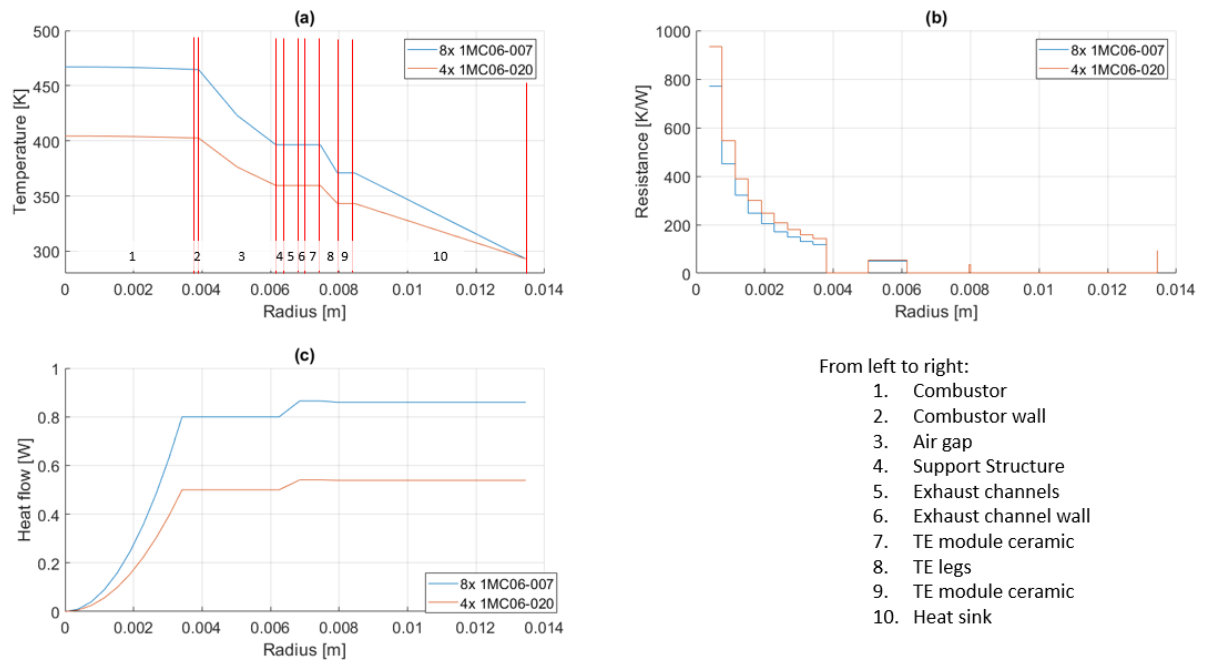 (a)
500
450
400
350
300
Temperature [K]
8x 1MC06-007
4x 1MC06-020
1 2 3 4 5 6 7 8 9 10
0 0.002 0.004 0.006 0.008 0.01 0.012 0.014
Radius [m]
(b)
1000
800
600
400
200
0
Resistance [K/W]
8x 1MC06-007
4x 1MC06-020
0 0.002 0.004 0.006 0.008 0.01 0.012 0.014
Radius [m]
(c)
1
0.8
0.6
0.4
0.2
0
Heat flow [W]
8x 1MC06-007
4x 1MC06-020
0 0.002 0.004 0.006 0.008 0.01 0.012 0.014
Radius [m]
From left to right:
1. Combustor
2. Combustor wall
3. Air gap
4. Support Structure
5. Exhaust channels
6. Exhaust channel wall
7. TE module ceramic
8. TE legs
9. TE module ceramic
10. Heat sink